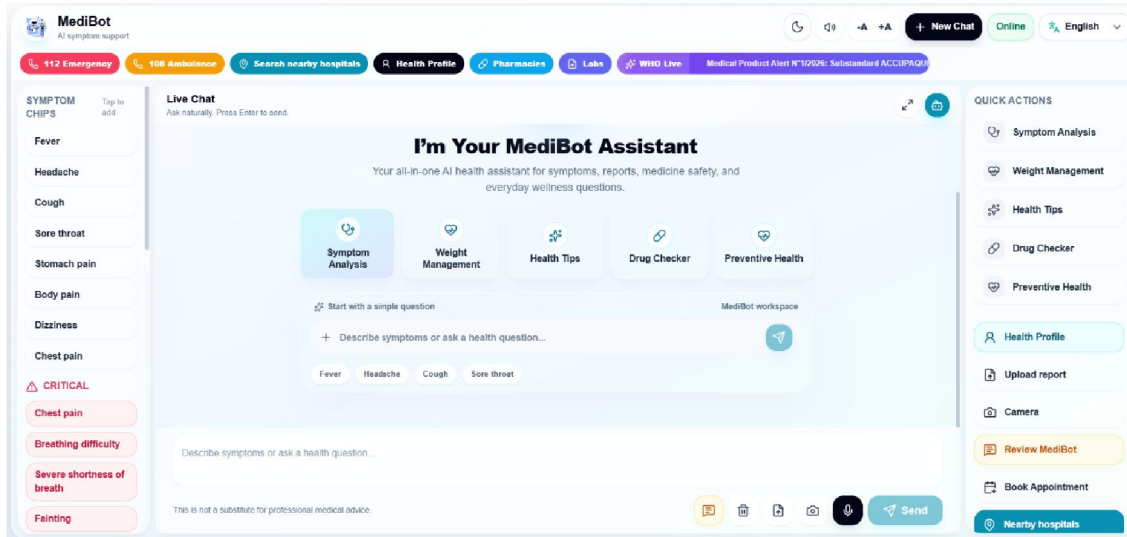 MediBot
AI symptom support
-A +A
+ New Chat
Online
English
112 Emergency
108 Ambulance
Search nearby hospitals
Health Profile
Pharmacies
Labs
WHO Live
Medical Product Alert N°1/2026: Substandard ACCUPAQUE
SYMPTOM CHIPS
Tap to add
Fever
Headache
Cough
Sore throat
Stomach pain
Body pain
Dizziness
Chest pain
CRITICAL
Chest pain
Breathing difficulty
Severe shortness of
breath
Fainting
Live Chat
Ask naturally. Press Enter to send.
I'm Your MediBot Assistant
Your all-in-one AI health assistant for symptoms, reports, medicine safety, and
everyday wellness questions.
Symptom
Analysis
Weight
Management
Health Tips
Drug Checker
Preventive Health
Start with a simple question
MediBot workspace
+ Describe symptoms or ask a health question...
Fever
Headache
Cough
Sore throat
Describe symptoms or ask a health question...
This is not a substitute for professional medical advice.
Send
QUICK ACTIONS
Symptom Analysis
Weight Management
Health Tips
Drug Checker
Preventive Health
Health Profile
Upload report
Camera
Review MediBot
Book Appointment
Nearby hospitals